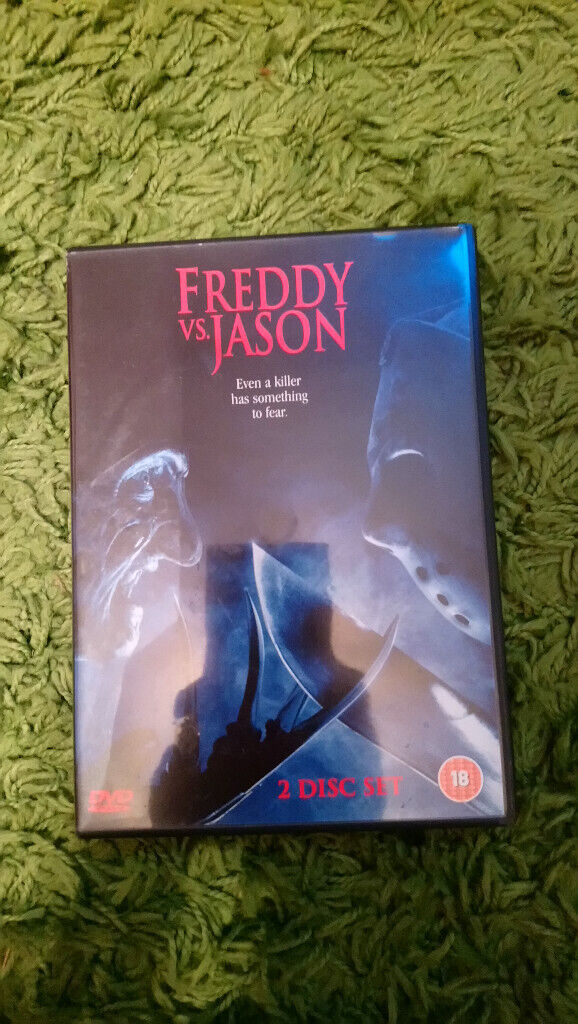 FREDDY
VS. JASON
Even a killer
has something
to fear.
2 DISC SET
18
DVD